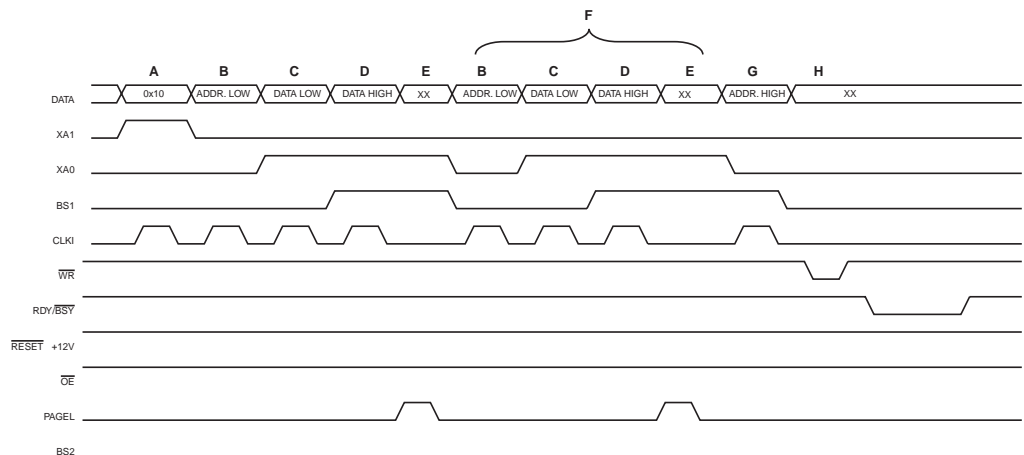 F
A B C D E B C D E G H
DATA 0x10 ADDR. LOW DATA LOW DATA HIGH XX ADDR. LOW DATA LOW DATA HIGH XX ADDR. HIGH XX
XA1
XA0
BS1
CLKI
WR
RDY/BSY
RESET +12V
OE
PAGEL
BS2